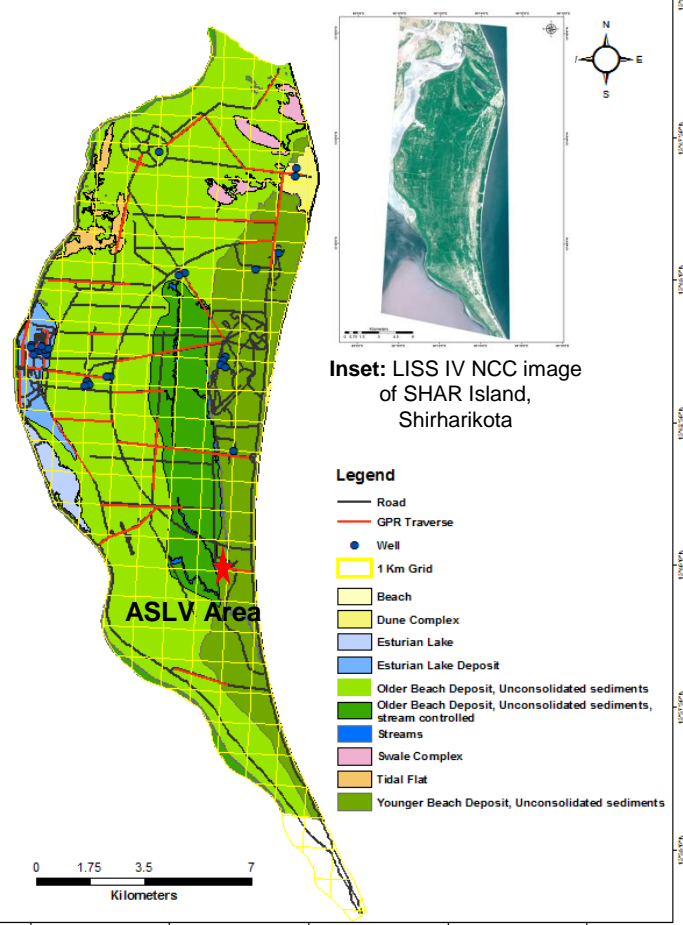 N
E
S
Inset: LISS IV NCC image
of SHAR Island,
Shirharikota
Legend
Road
GPR Traverse
Well
1 Km Grid
Beach
Dune Complex
Esturian Lake
Esturian Lake Deposit
Older Beach Deposit, Unconsolidated sediments
Older Beach Deposit, Unconsolidated sediments,
stream controlled
Streams
Swale Complex
Tidal Flat
Younger Beach Deposit, Unconsolidated sediments
ASLV Area
0 1.75 3.5 7
Kilometers